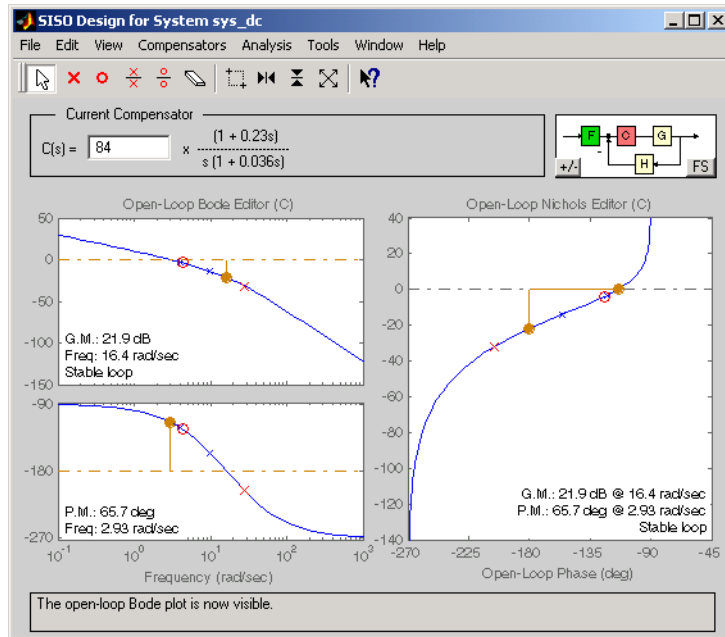 SISO Design for System sys_dc
File Edit View Compensators Analysis Tools Window Help
Current Compensator
C(s) = 84 x (1 + 0.23s)
s (1 + 0.036s)
F C G
-
H
+/- FS
Open-Loop Bode Editor (C)
50
0
-50
-100
-150
G.M.: 21.9 dB
Freq: 16.4 rad/sec
Stable loop
-90
-180
-270
P.M.: 65.7 deg
Freq: 2.93 rad/sec
10^-1 10^0 10^1 10^2 10^3
Frequency (rad/sec)
Open-Loop Nichols Editor (C)
40
20
0
-20
-40
-60
-80
-100
-120
-140
G.M.: 21.9 dB @ 16.4 rad/sec
P.M.: 65.7 deg @ 2.93 rad/sec
Stable loop
-270 -225 -180 -135 -90 -45
Open-Loop Phase (deg)
The open-loop Bode plot is now visible.